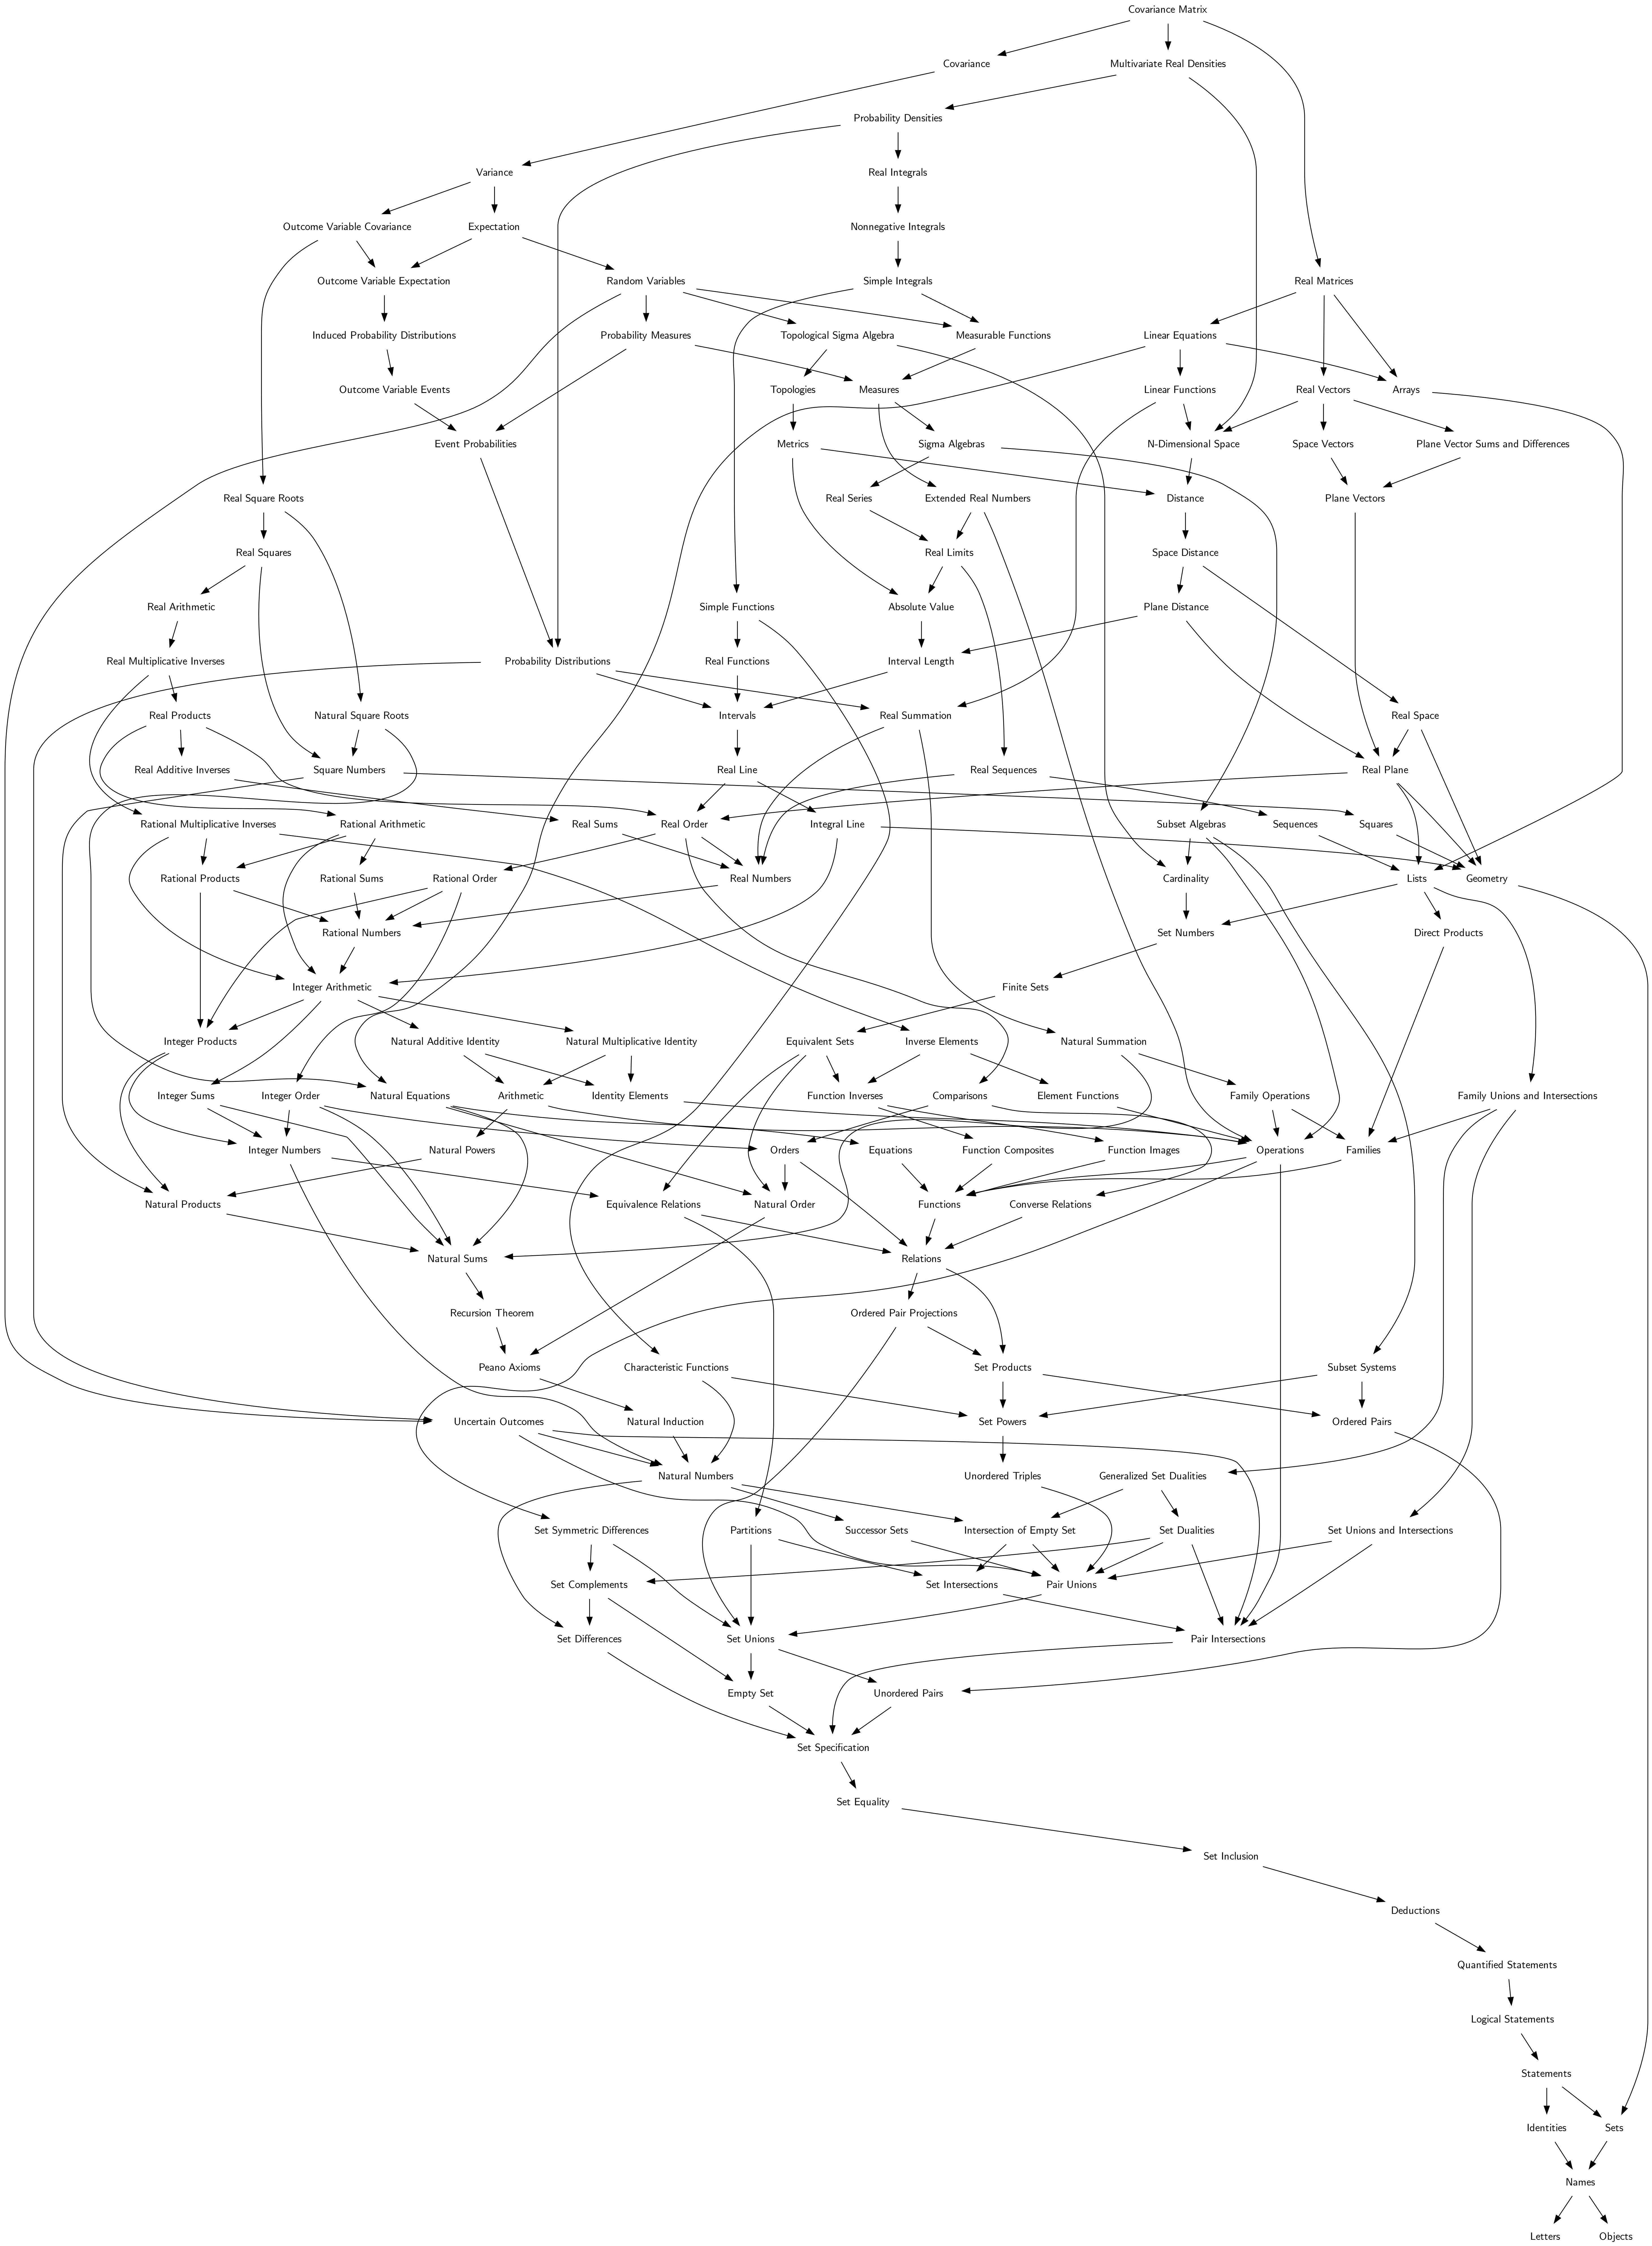 Covariance Matrix
Covariance
Multivariate Real Densities
Probability Densities
Variance
Real Integrals
Outcome Variable Covariance
Expectation
Nonnegative Integrals
Outcome Variable Expectation
Random Variables
Simple Integrals
Real Matrices
Induced Probability Distributions
Probability Measures
Topological Sigma Algebra
Measurable Functions
Linear Equations
Outcome Variable Events
Topologies
Measures
Linear Functions
Real Vectors
Arrays
Event Probabilities
Metrics
Sigma Algebras
N-Dimensional Space
Space Vectors
Plane Vector Sums and Differences
Real Square Roots
Real Series
Extended Real Numbers
Distance
Plane Vectors
Real Squares
Real Limits
Space Distance
Real Arithmetic
Simple Functions
Absolute Value
Plane Distance
Real Multiplicative Inverses
Probability Distributions
Real Functions
Interval Length
Real Products
Natural Square Roots
Intervals
Real Summation
Real Space
Real Additive Inverses
Square Numbers
Real Line
Real Sequences
Real Plane
Rational Multiplicative Inverses
Rational Arithmetic
Real Sums
Real Order
Integral Line
Subset Algebras
Sequences
Squares
Rational Products
Rational Sums
Rational Order
Real Numbers
Cardinality
Lists
Geometry
Rational Numbers
Set Numbers
Direct Products
Integer Arithmetic
Finite Sets
Integer Products
Natural Additive Identity
Natural Multiplicative Identity
Equivalent Sets
Inverse Elements
Natural Summation
Integer Sums
Integer Order
Natural Equations
Arithmetic
Identity Elements
Function Inverses
Comparisons
Element Functions
Family Operations
Family Unions and Intersections
Integer Numbers
Natural Powers
Orders
Equations
Function Composites
Function Images
Operations
Families
Natural Products
Equivalence Relations
Natural Order
Functions
Converse Relations
Natural Sums
Relations
Recursion Theorem
Ordered Pair Projections
Peano Axioms
Characteristic Functions
Set Products
Subset Systems
Uncertain Outcomes
Natural Induction
Set Powers
Ordered Pairs
Natural Numbers
Unordered Triples
Generalized Set Dualities
Set Symmetric Differences
Partitions
Successor Sets
Intersection of Empty Set
Set Dualities
Set Unions and Intersections
Set Complements
Set Intersections
Pair Unions
Set Differences
Set Unions
Pair Intersections
Empty Set
Unordered Pairs
Set Specification
Set Equality
Set Inclusion
Deductions
Quantified Statements
Logical Statements
Statements
Identities
Sets
Names
Letters
Objects